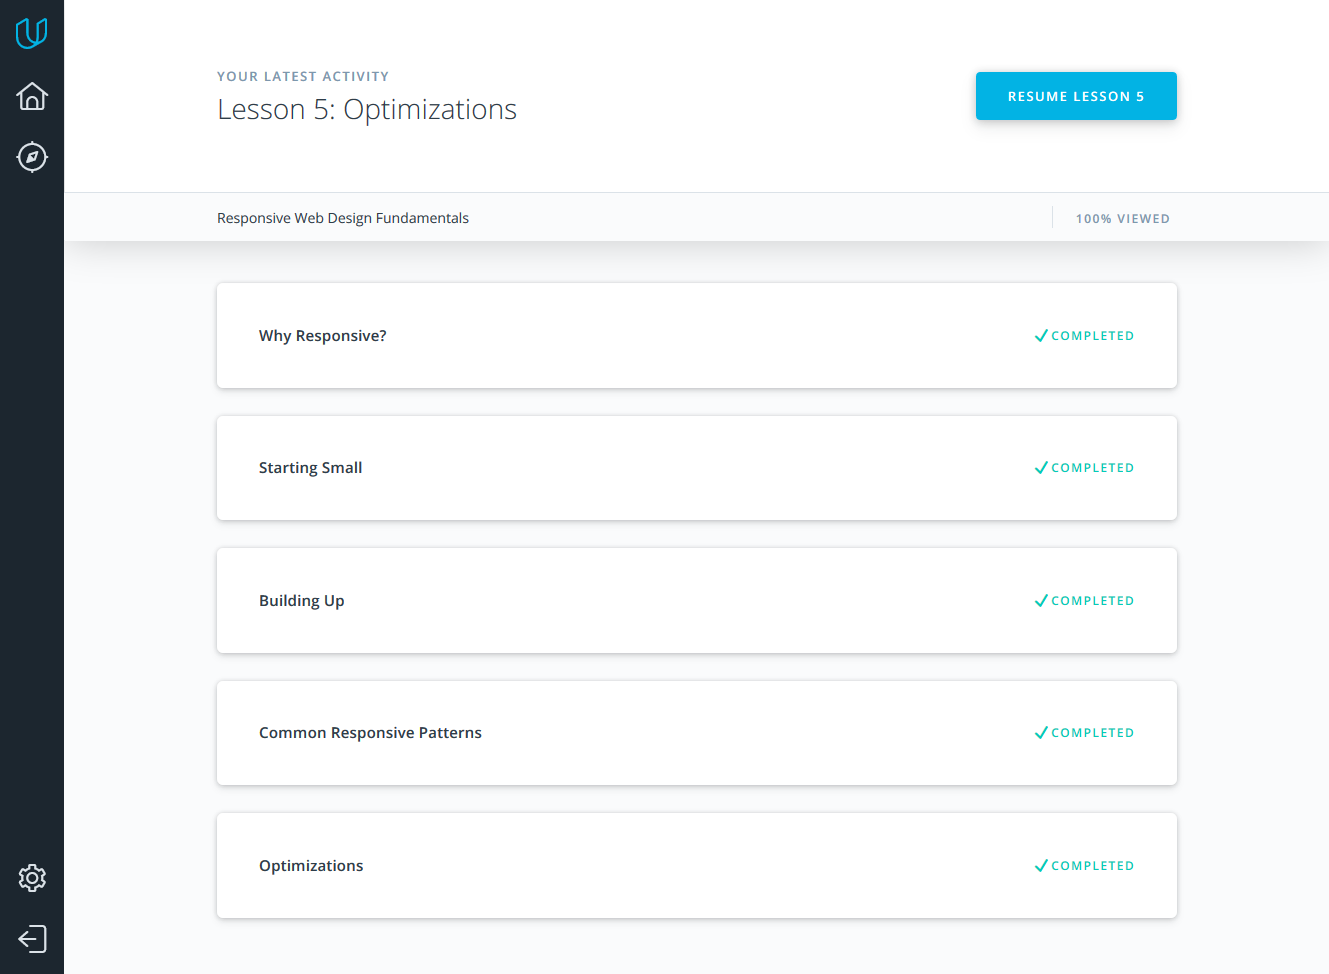 YOUR LATEST ACTIVITY
Lesson 5: Optimizations
RESUME LESSON 5
Responsive Web Design Fundamentals
100% VIEWED
Why Responsive?
COMPLETED
Starting Small
COMPLETED
Building Up
COMPLETED
Common Responsive Patterns
COMPLETED
Optimizations
COMPLETED